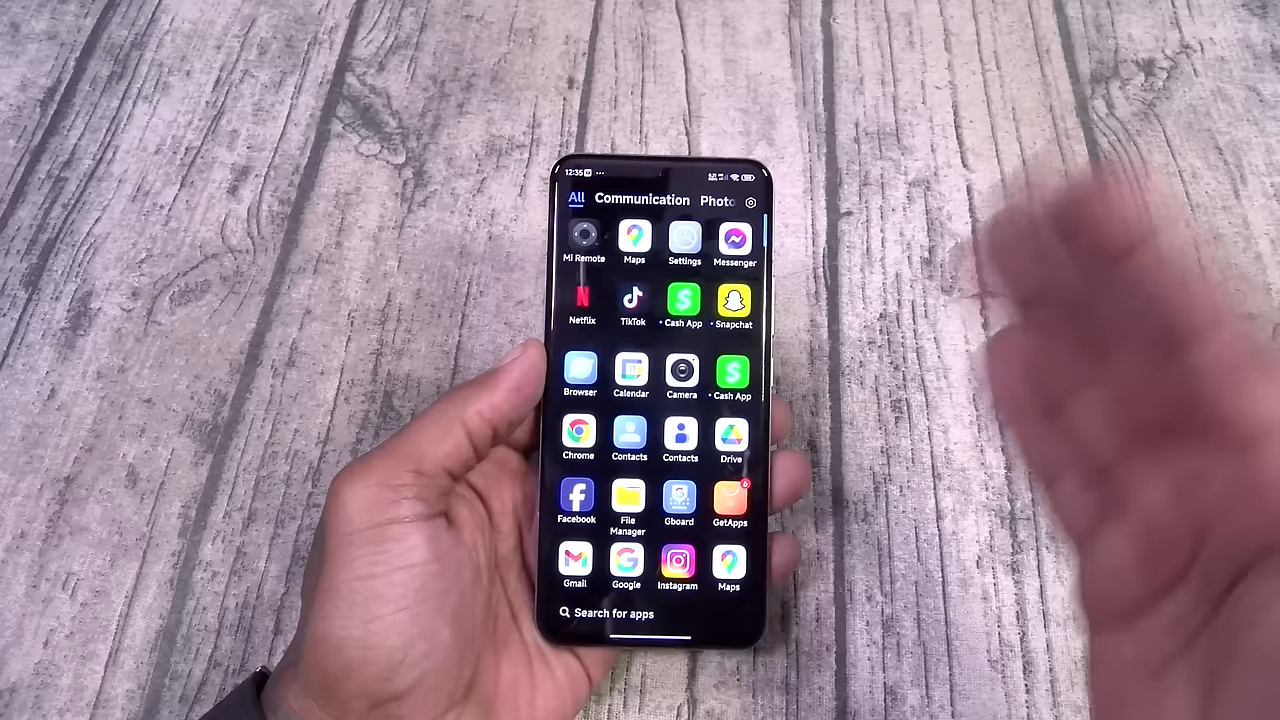 12:35
All Communication Photo
Mi Remote Maps Settings Messenger
Netflix TikTok Cash App Snapchat
Browser Calendar Camera Cash App
Chrome Contacts Contacts Drive
6
Facebook File Manager Gboard GetApps
Gmail Google Instagram Maps
Search for apps